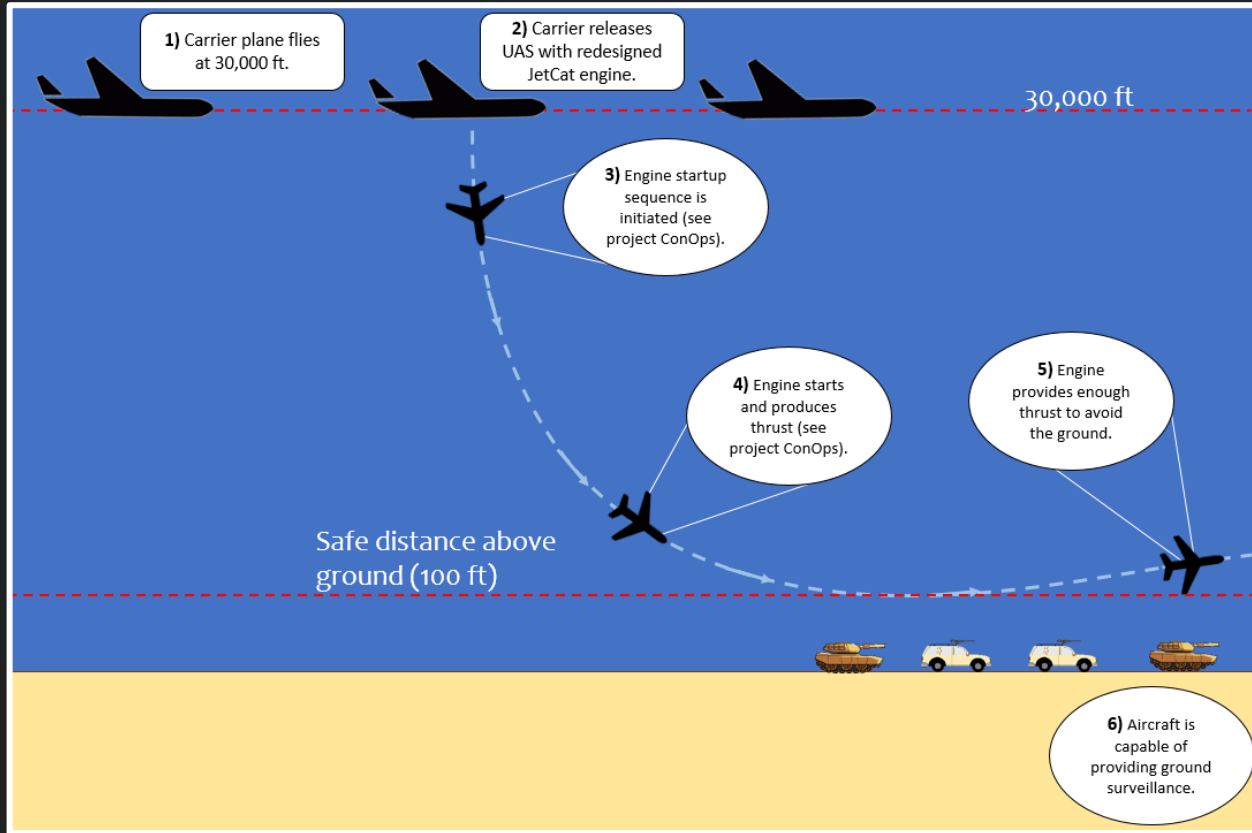 1) Carrier plane flies
at 30,000 ft.
2) Carrier releases
UAS with redesigned
JetCat engine.
30,000 ft
3) Engine startup
sequence is
initiated (see
project ConOps).
4) Engine starts
and produces
thrust (see
project ConOps).
5) Engine
provides enough
thrust to avoid
the ground.
Safe distance above
ground (100 ft)
6) Aircraft is
capable of
providing ground
surveillance.